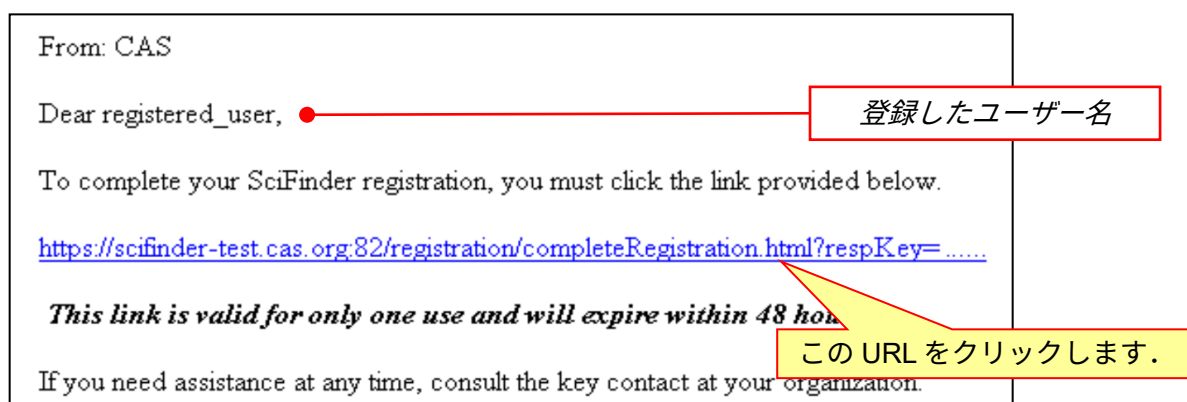 From: CAS
Dear registered_user,
登録したユーザー名
To complete your SciFinder registration, you must click the link provided below.
https://scifinder-test.cas.org:82/registration/completeRegistration.html?respKey= ......
This link is valid for only one use and will expire within 48
この URL をクリックします．
If you need assistance at any time, consult the key contact at your organization.